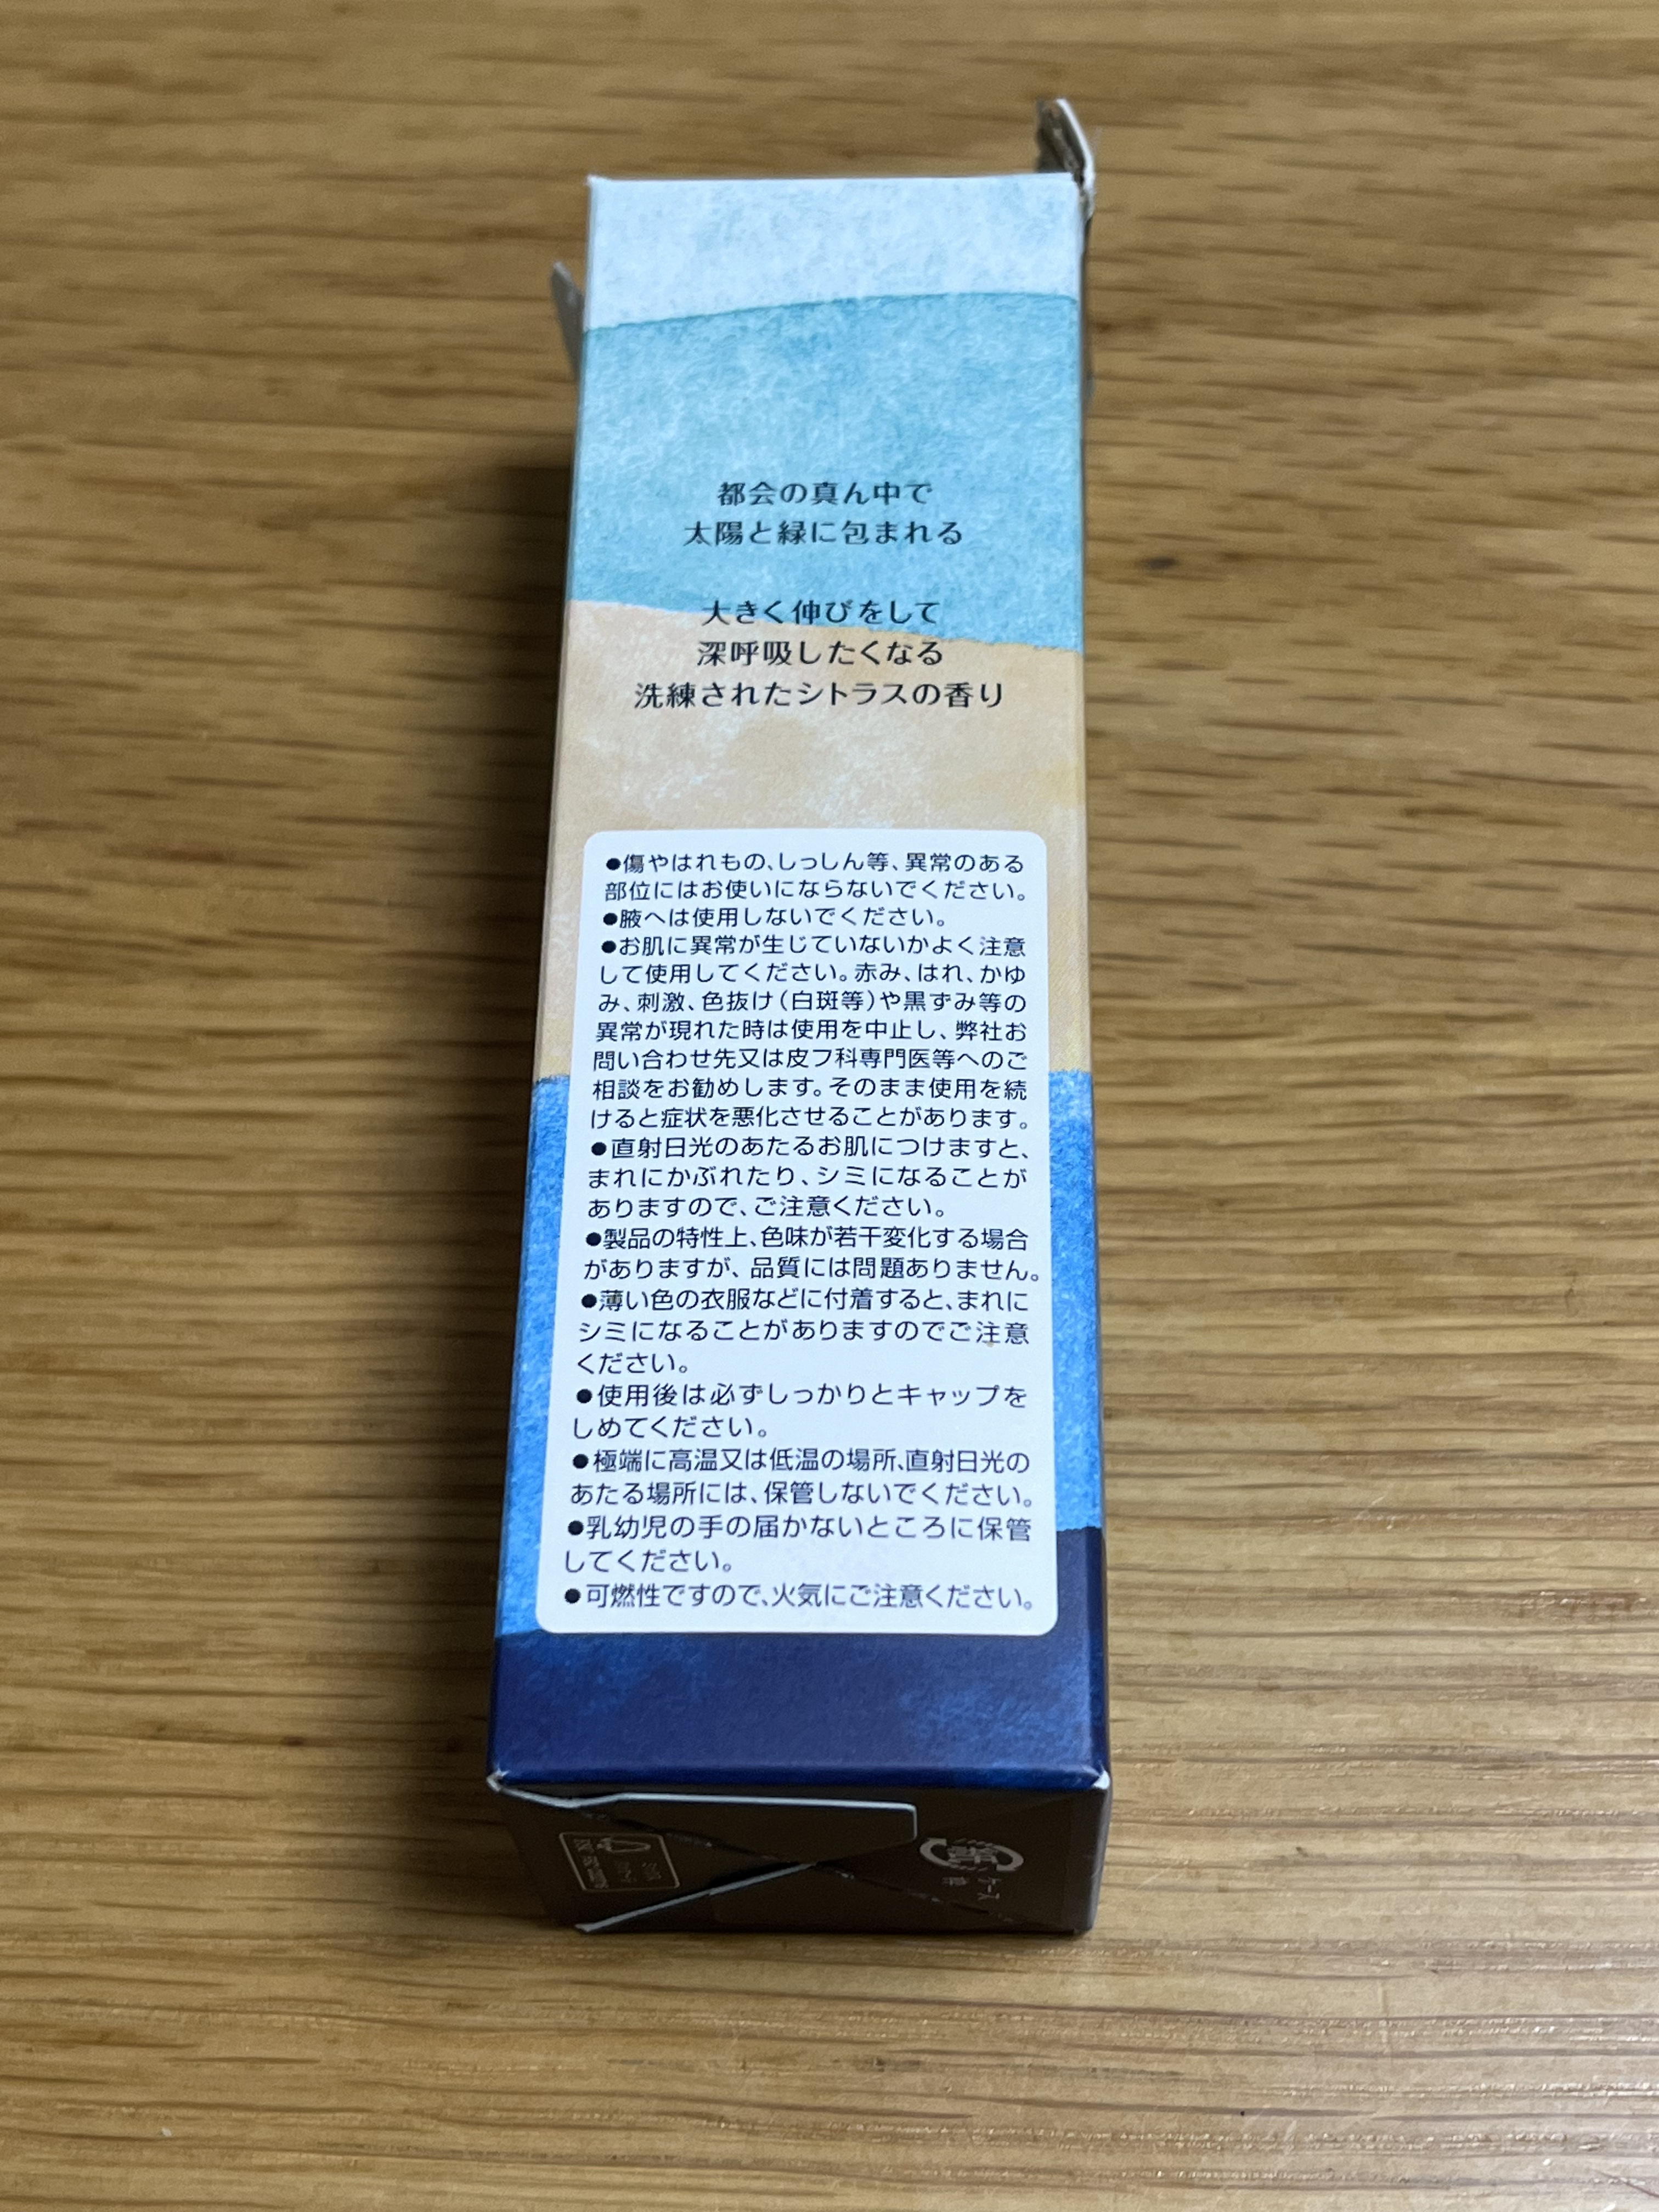 都会の真ん中で
太陽と緑に包まれる
大きく伸びをして
深呼吸したくなる
洗練されたシトラスの香り
●傷やはれもの、しっしん等、異常のある
部位にはお使いにならないでください。
●腋へは使用しないでください。
●お肌に異常が生じていないかよく注意
して使用してください。赤み、はれ、かゆ
み、刺激、色抜け（白斑等）や黒ずみ等の
異常が現れた時は使用を中止し、弊社お
問い合わせ先又は皮フ科専門医等へのご
相談をお勧めします。そのまま使用を続
けると症状を悪化させることがあります。
●直射日光のあたるお肌につけますと、
まれにかぶれたり、シミになることが
ありますので、ご注意ください。
●製品の特性上、色味が若干変化する場合
がありますが、品質には問題ありません。
●薄い色の衣服などに付着すると、まれに
シミになることがありますのでご注意
ください。
●使用後は必ずしっかりとキャップを
しめてください。
●極端に高温又は低温の場所、直射日光の
あたる場所には、保管しないでください。
●乳幼児の手の届かないところに保管
してください。
●可燃性ですので、火気にご注意ください。
ケース